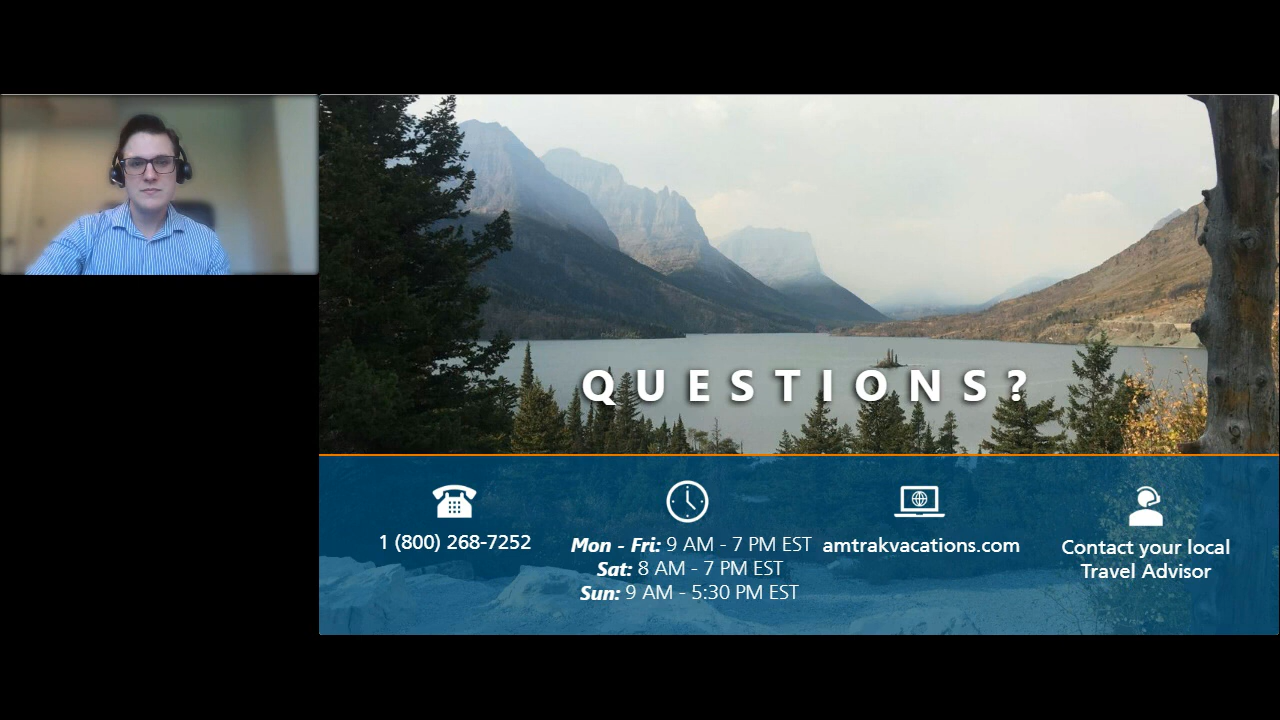 QUESTIONS?
1 (800) 268-7252
Mon - Fri: 9 AM - 7 PM EST
Sat: 8 AM - 7 PM EST
Sun: 9 AM - 5:30 PM EST
amtrakvacations.com
Contact your local
Travel Advisor